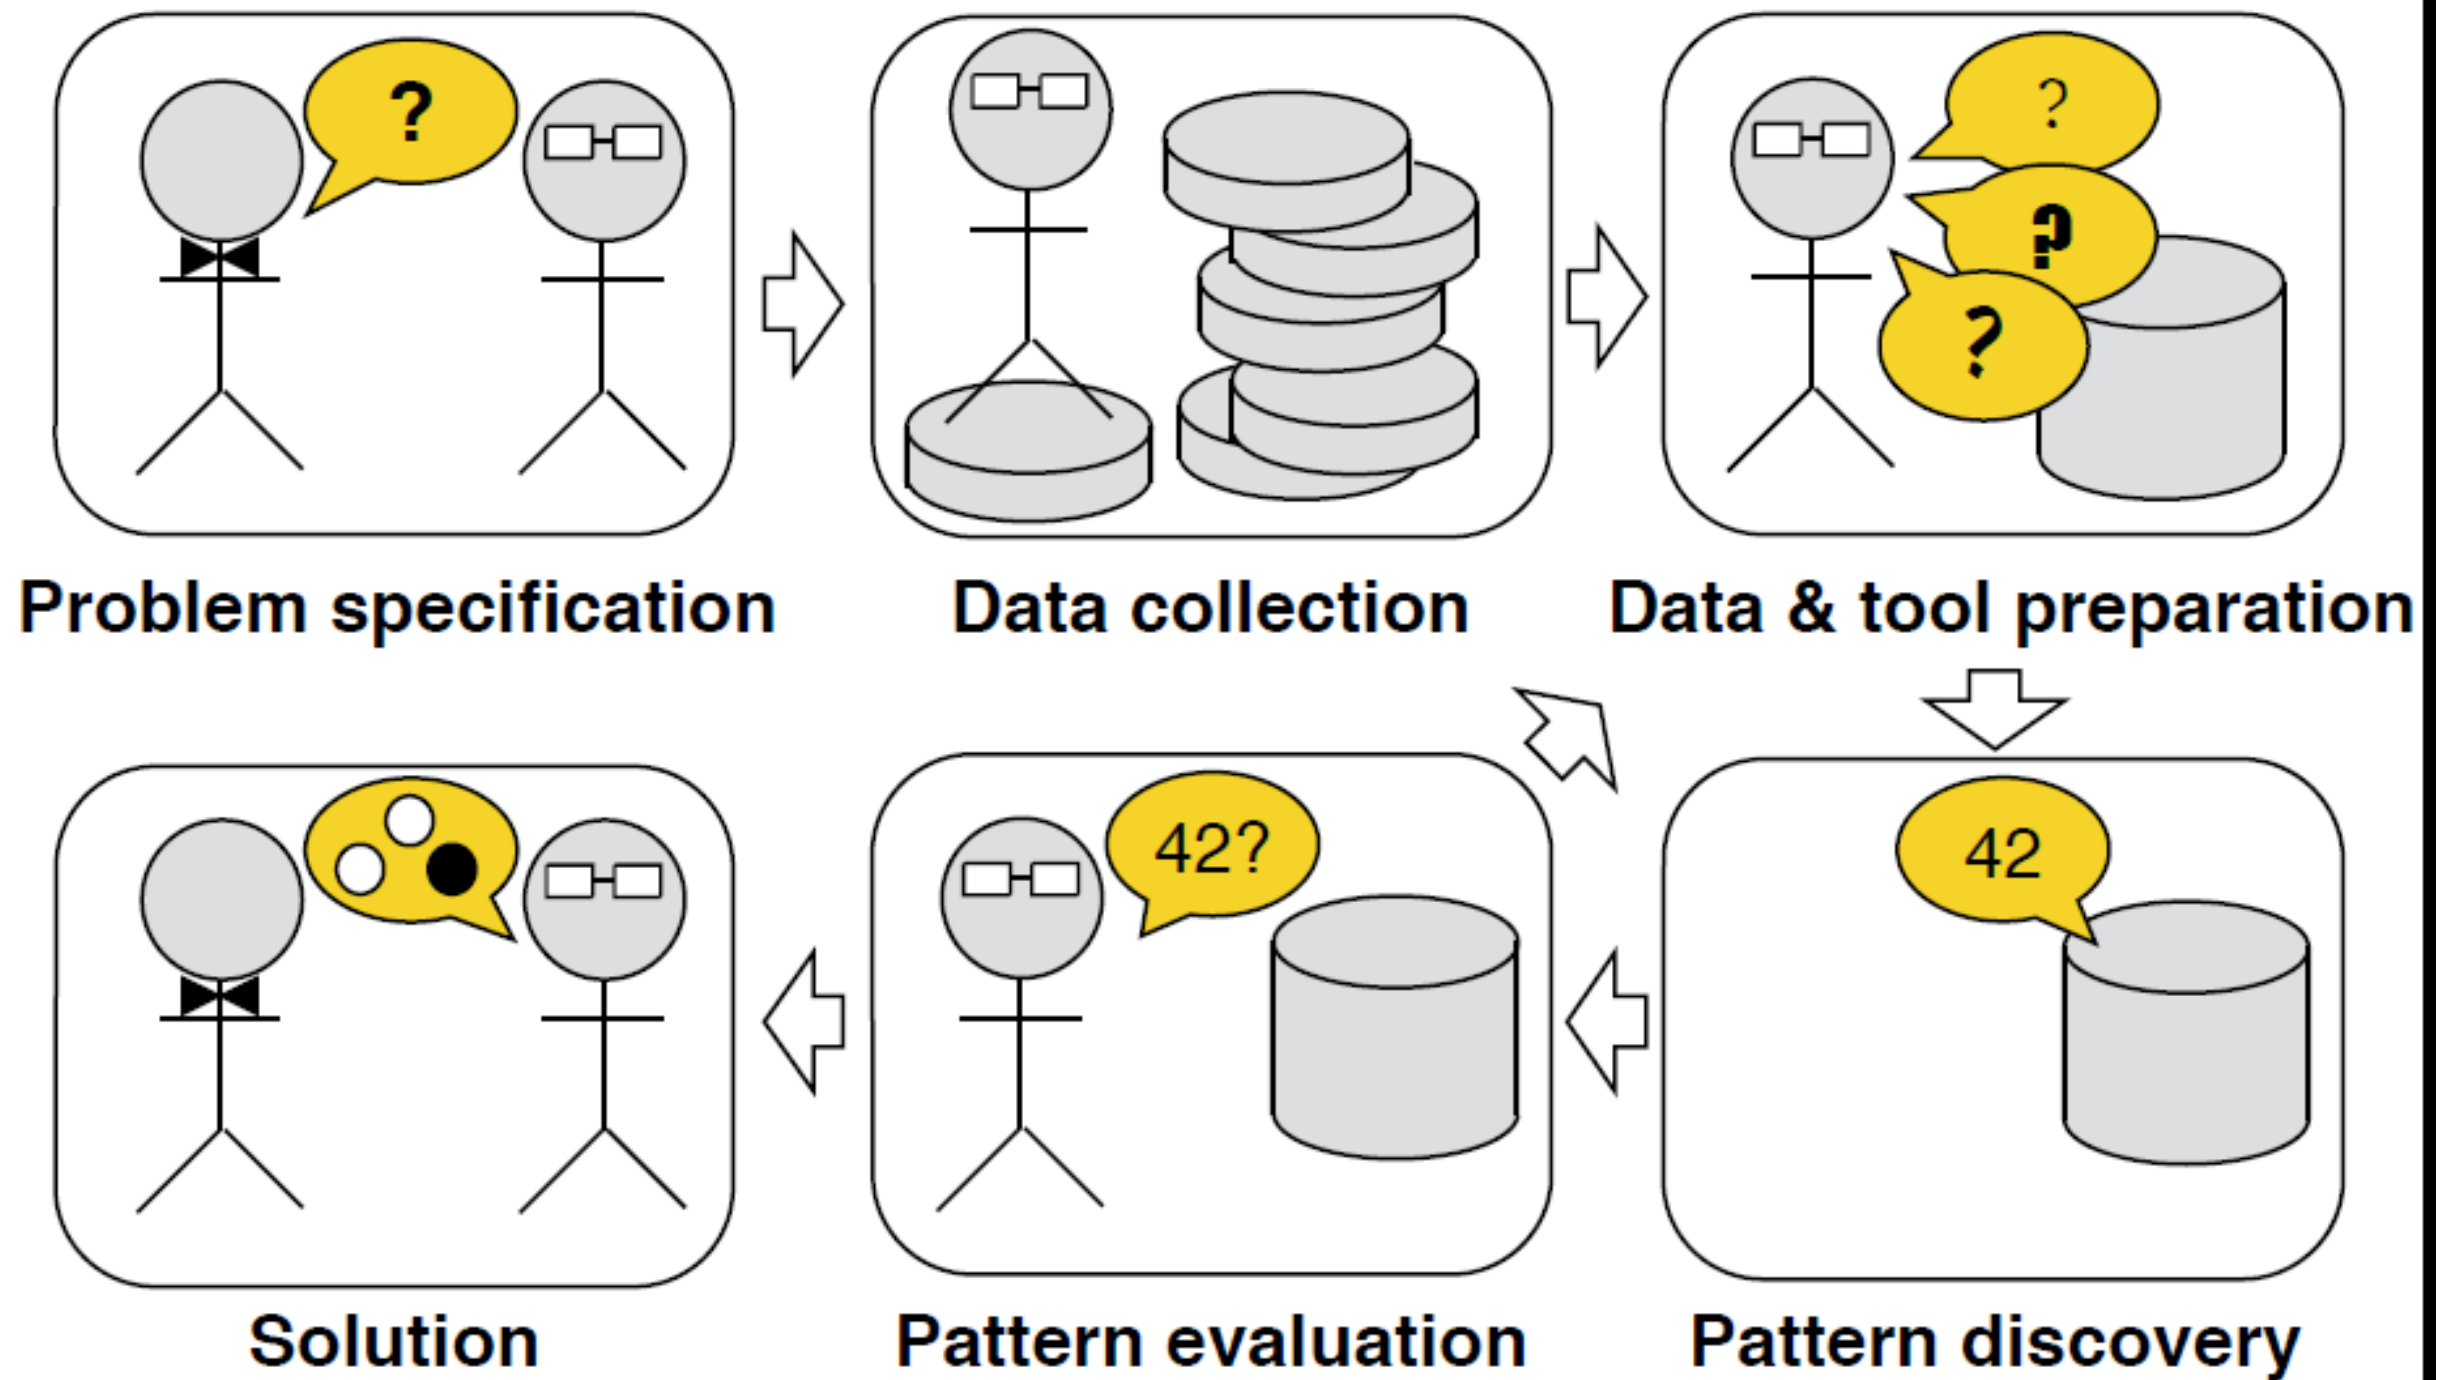 ?
?
?
?
Problem specification
Data collection
Data & tool preparation
42?
42
Solution
Pattern evaluation
Pattern discovery